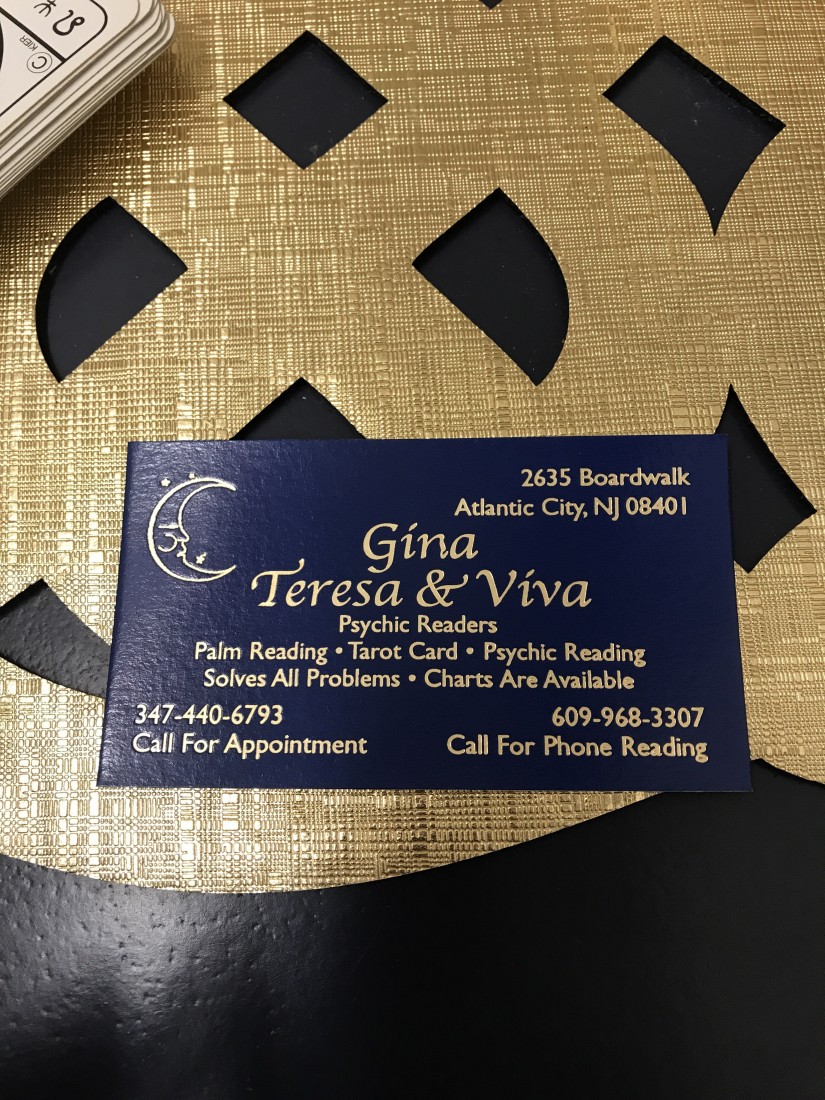 © KIER
2635 Boardwalk
Atlantic City, NJ 08401
Gina
Teresa & Viva
Psychic Readers
Palm Reading • Tarot Card • Psychic Reading
Solves All Problems • Charts Are Available
347-440-6793
Call For Appointment
609-968-3307
Call For Phone Reading